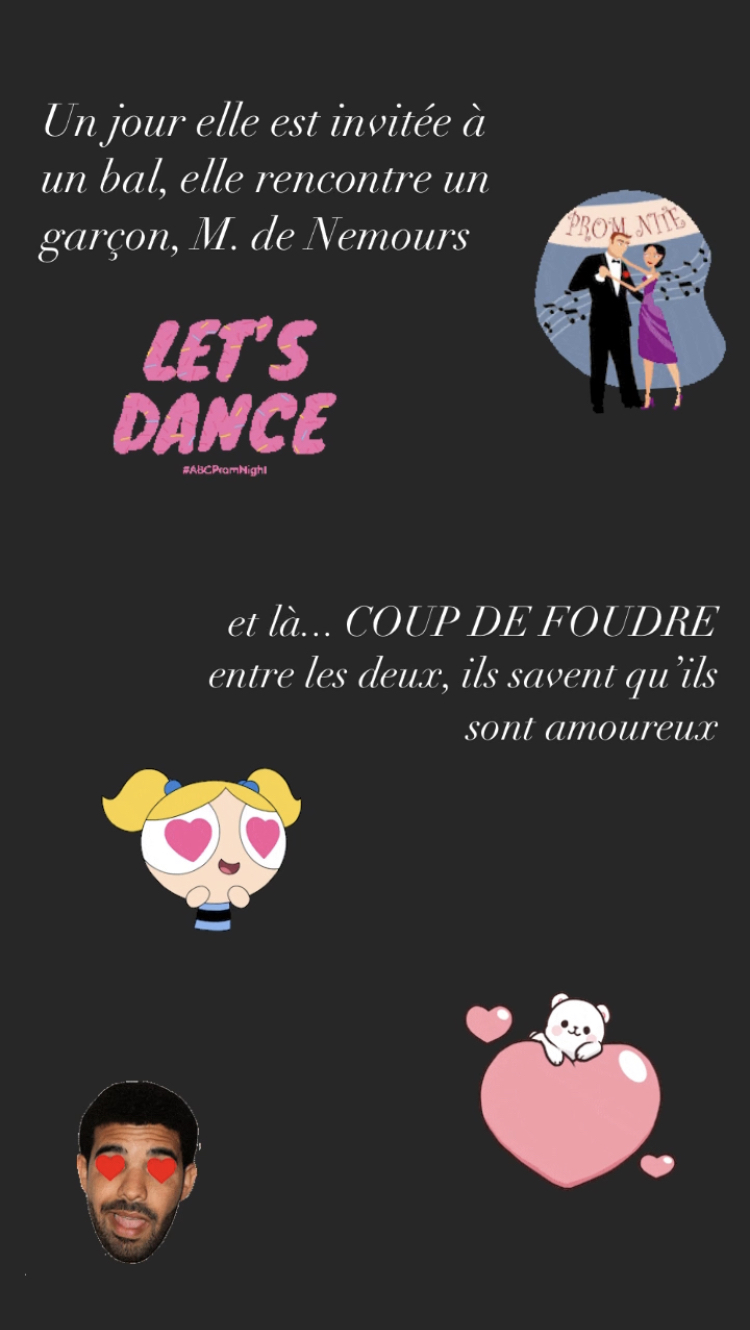 Un jour elle est invitée à
un bal, elle rencontre un
garçon, M. de Nemours
PROM NITE
LET'S
DANCE
#ABCPromNight
et là... COUP DE FOUDRE
entre les deux, ils savent qu’ils
sont amoureux